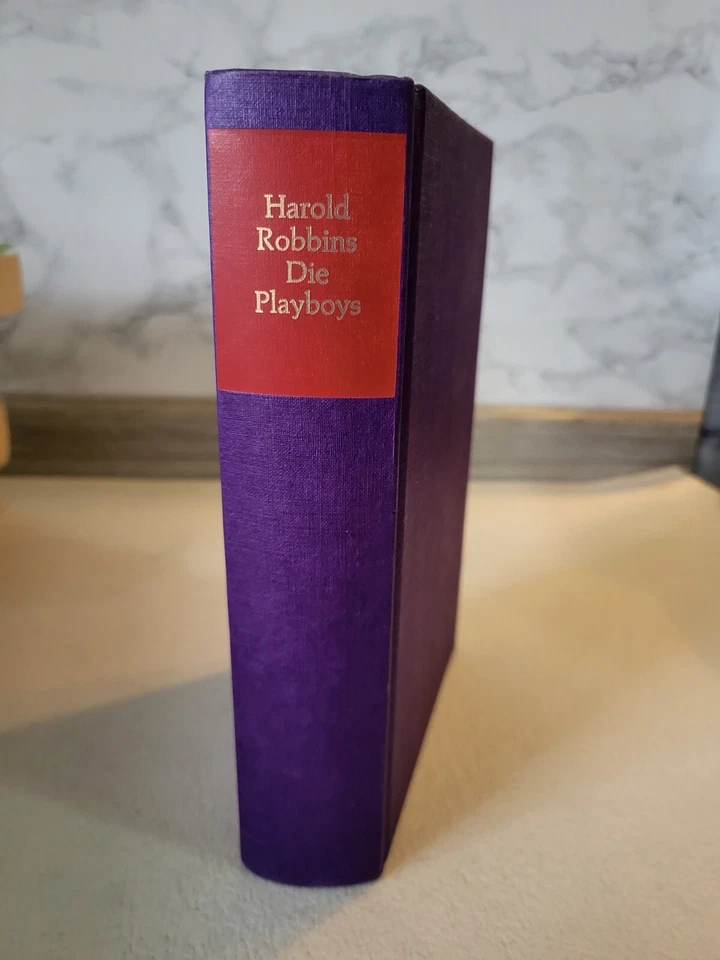 Harold
Robbins
Die
Playboys